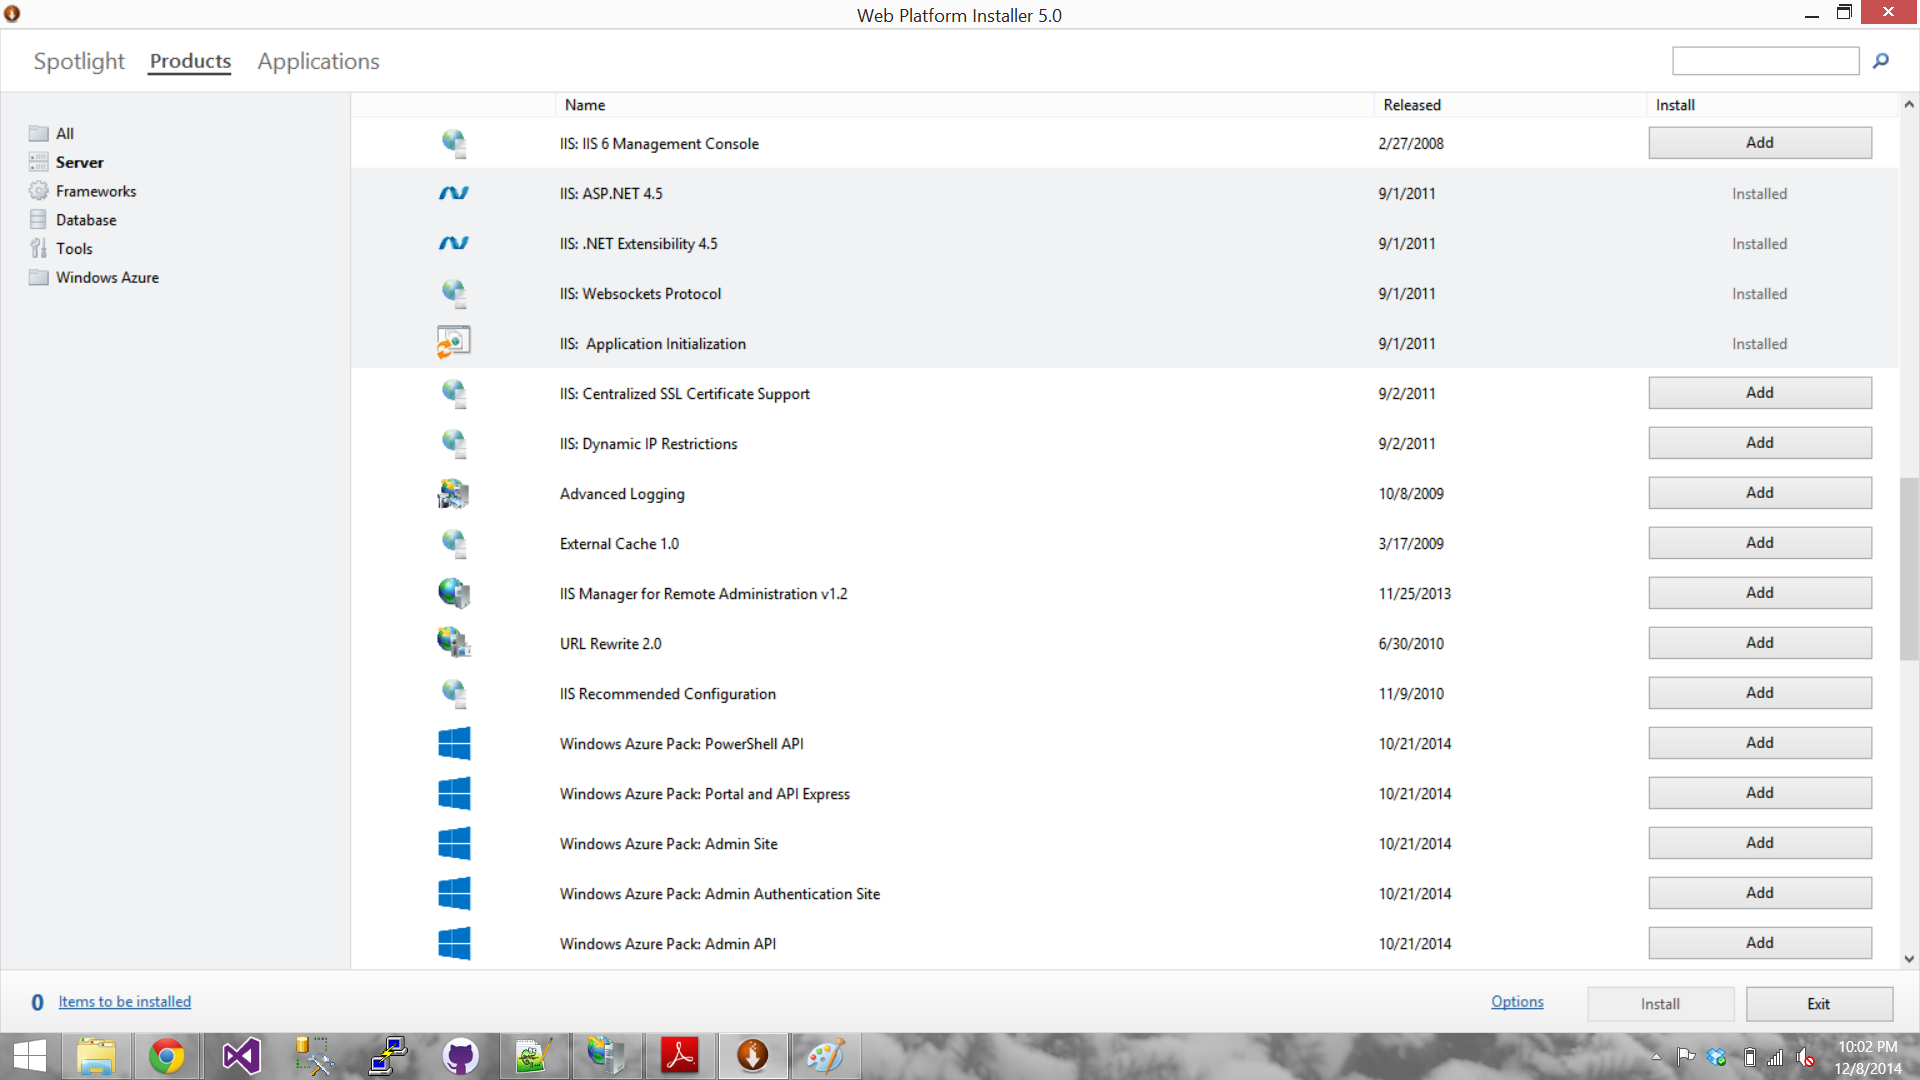 Web Platform Installer 5.0
Spotlight Products Applications
Name Released Install
All
Server
Frameworks
Database
Tools
Windows Azure
IIS: IIS 6 Management Console 2/27/2008 Add
IIS: ASP.NET 4.5 9/1/2011 Installed
IIS: .NET Extensibility 4.5 9/1/2011 Installed
IIS: Websockets Protocol 9/1/2011 Installed
IIS:  Application Initialization 9/1/2011 Installed
IIS: Centralized SSL Certificate Support 9/2/2011 Add
IIS: Dynamic IP Restrictions 9/2/2011 Add
Advanced Logging 10/8/2009 Add
External Cache 1.0 3/17/2009 Add
IIS Manager for Remote Administration v1.2 11/25/2013 Add
URL Rewrite 2.0 6/30/2010 Add
IIS Recommended Configuration 11/9/2010 Add
Windows Azure Pack: PowerShell API 10/21/2014 Add
Windows Azure Pack: Portal and API Express 10/21/2014 Add
Windows Azure Pack: Admin Site 10/21/2014 Add
Windows Azure Pack: Admin Authentication Site 10/21/2014 Add
Windows Azure Pack: Admin API 10/21/2014 Add
0 Items to be installed Options Install Exit
10:02 PM
12/8/2014